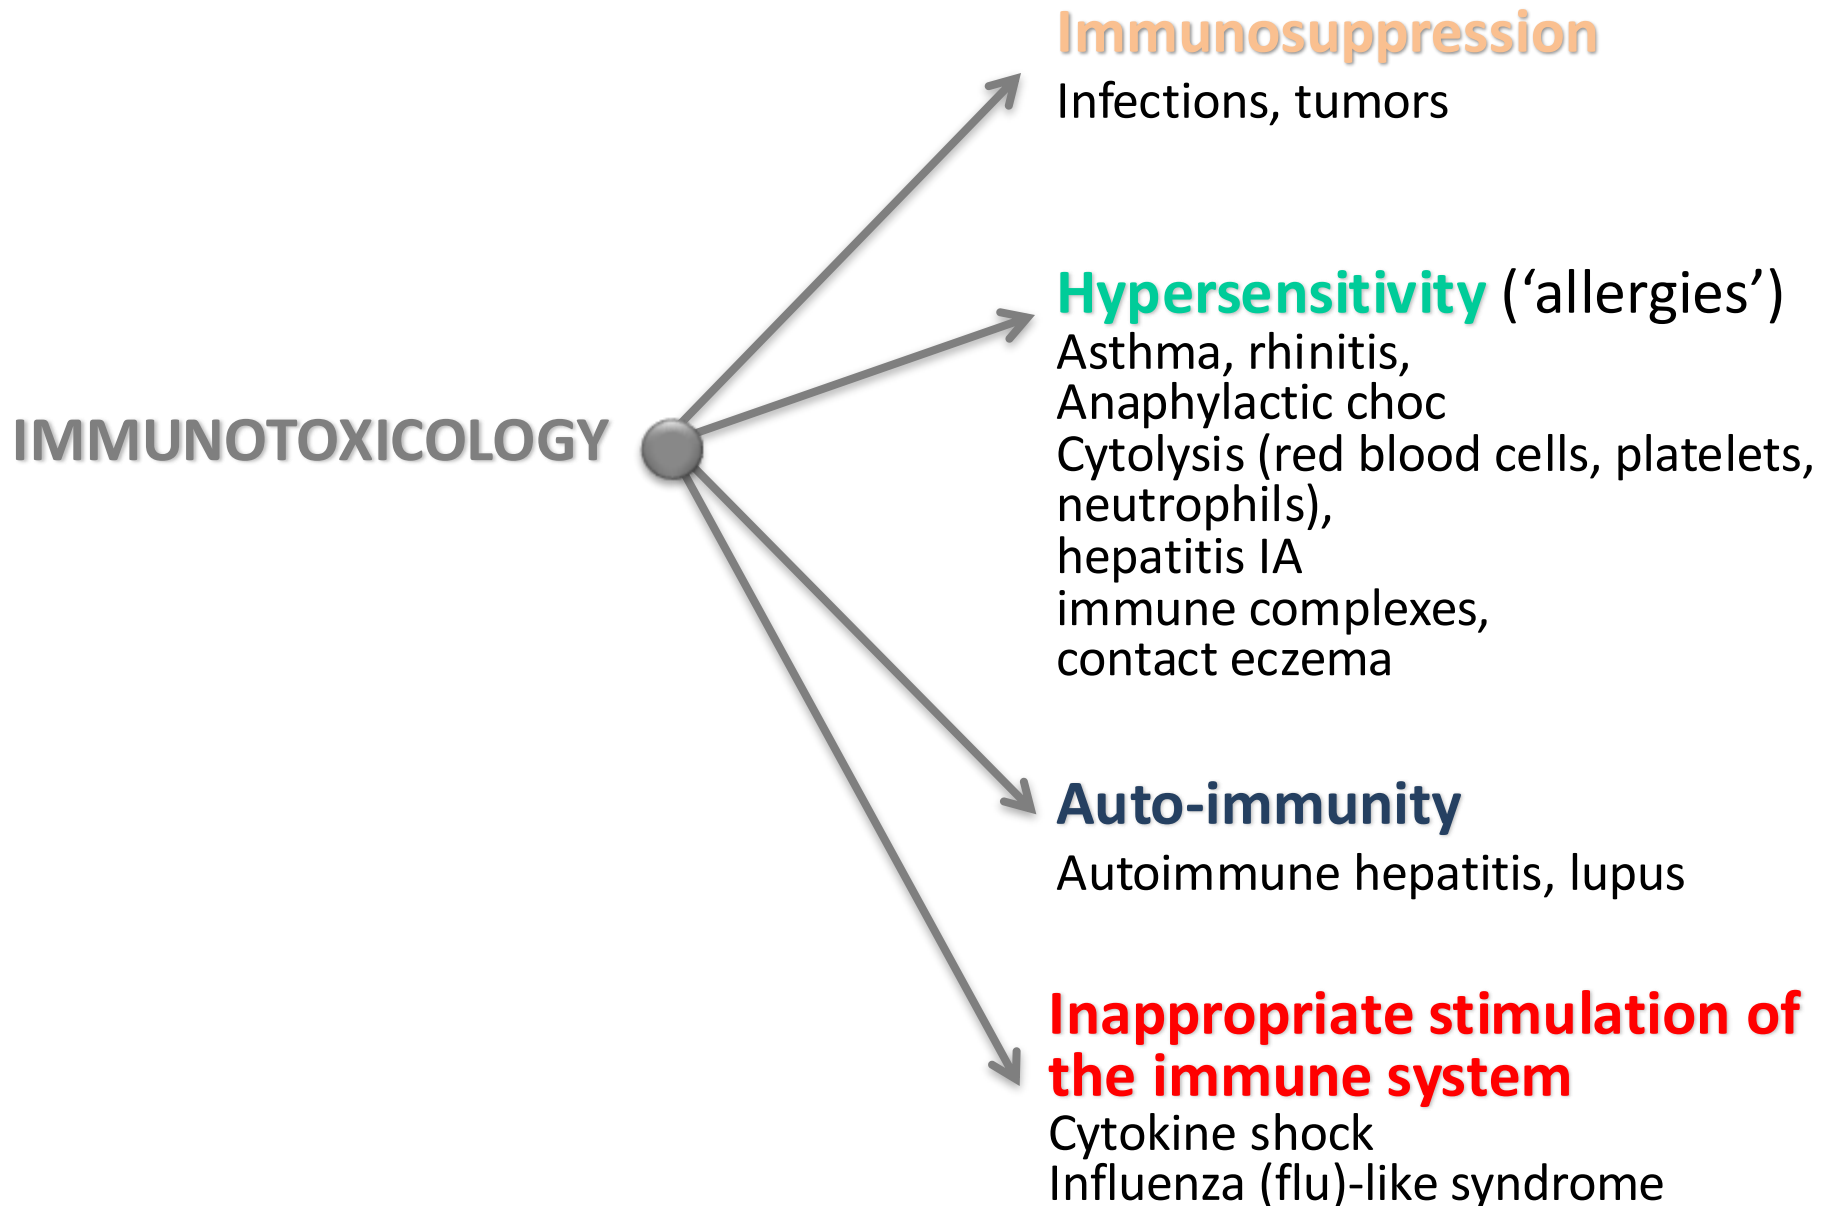 Immunosuppression
Infections, tumors
Hypersensitivity (‘allergies’)
Asthma, rhinitis,
Anaphylactic choc
Cytolysis (red blood cells, platelets,
neutrophils),
hepatitis IA
immune complexes,
contact eczema
IMMUNOTOXICOLOGY
Auto-immunity
Autoimmune hepatitis, lupus
Inappropriate stimulation of
the immune system
Cytokine shock
Influenza (flu)-like syndrome